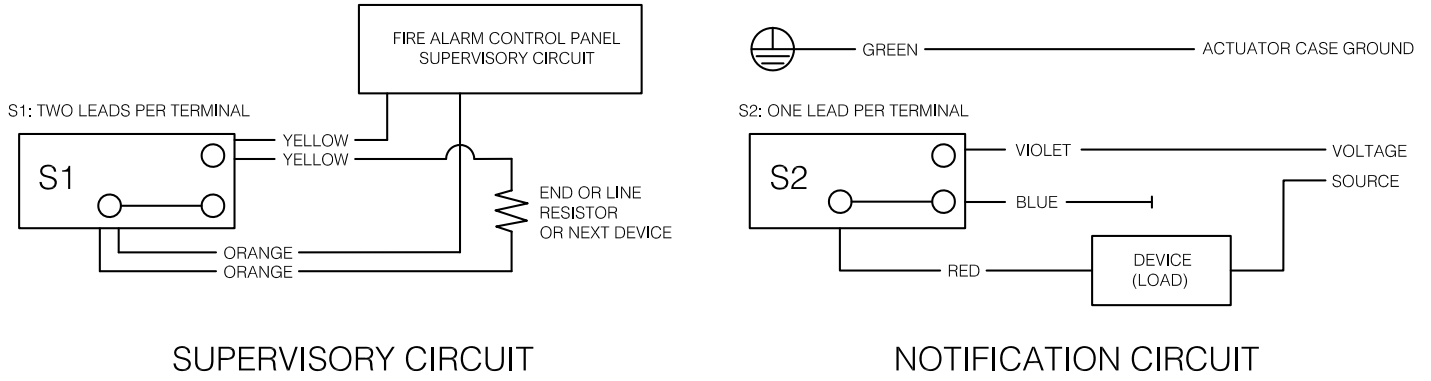 FIRE ALARM CONTROL PANEL
SUPERVISORY CIRCUIT
S1: TWO LEADS PER TERMINAL
YELLOW
YELLOW
S1
END OR LINE
RESISTOR
OR NEXT DEVICE
ORANGE
ORANGE
SUPERVISORY CIRCUIT
GREEN
ACTUATOR CASE GROUND
S2: ONE LEAD PER TERMINAL
VIOLET
VOLTAGE
SOURCE
S2
BLUE
RED
DEVICE
(LOAD)
NOTIFICATION CIRCUIT